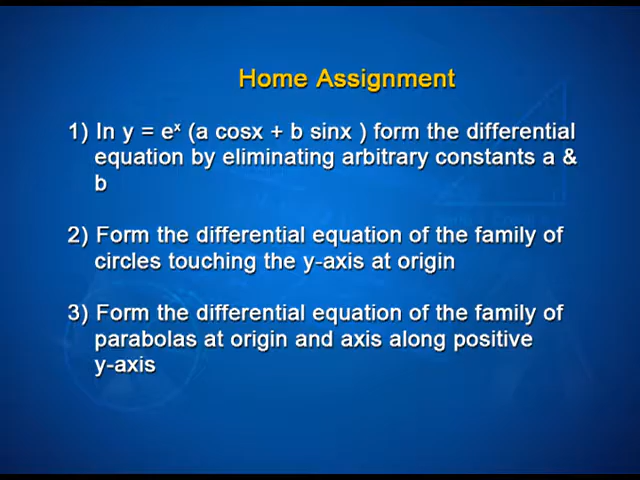 Home Assignment
1) In y = eˣ (a cosx + b sinx ) form the differential
equation by eliminating arbitrary constants a &
b
2) Form the differential equation of the family of
circles touching the y-axis at origin
3) Form the differential equation of the family of
parabolas at origin and axis along positive
y-axis